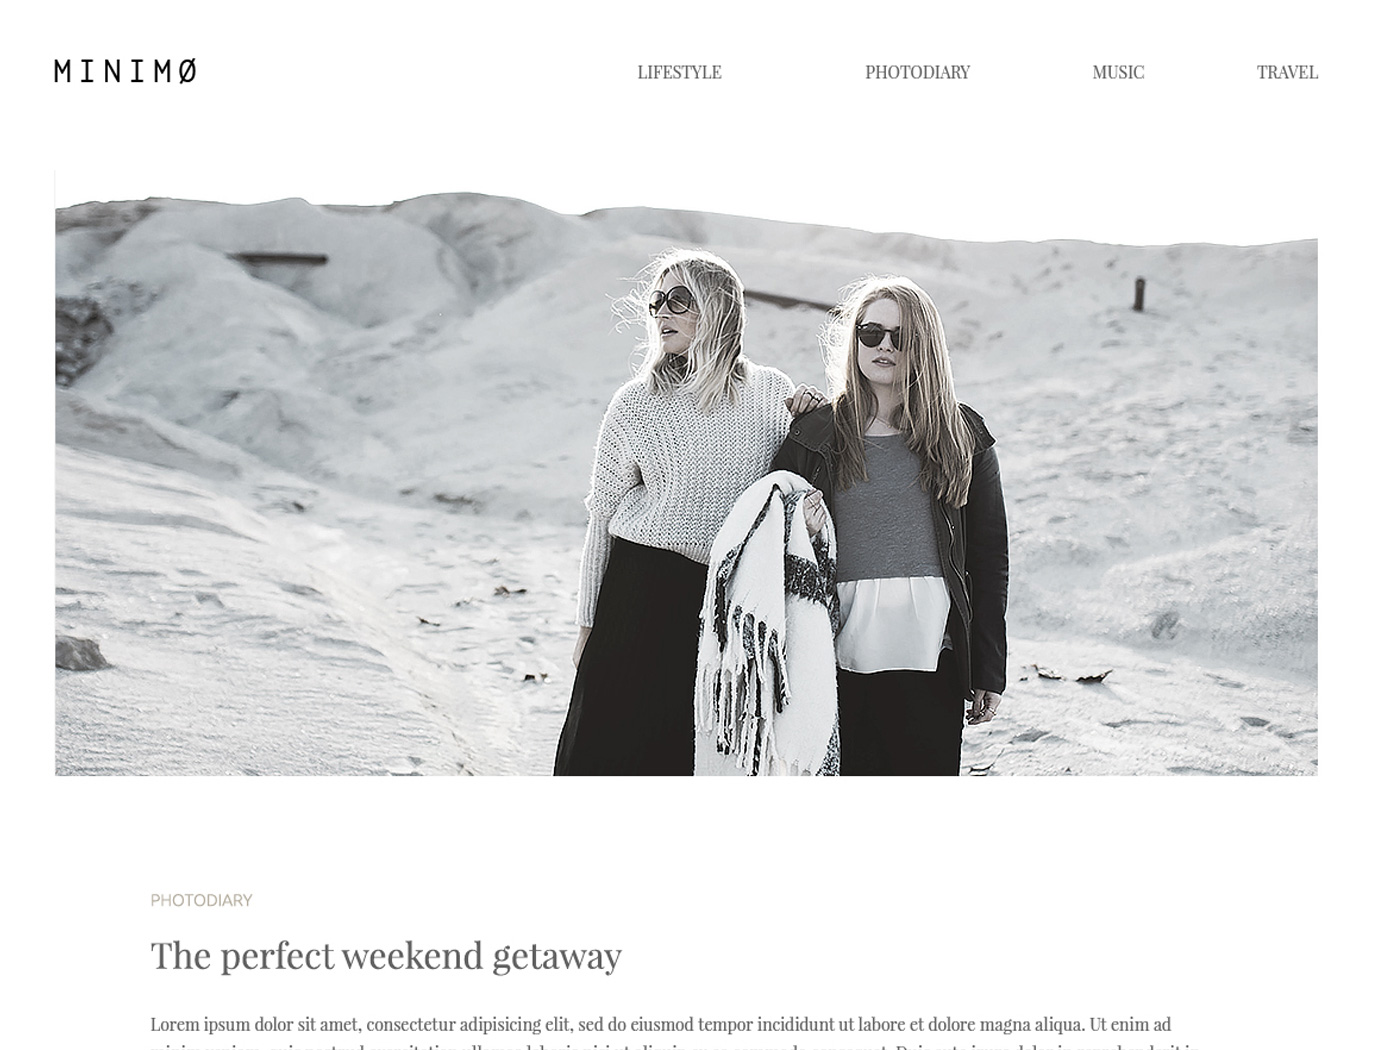 MINIMØ
LIFESTYLE PHOTODIARY MUSIC TRAVEL
PHOTODIARY
The perfect weekend getaway
Lorem ipsum dolor sit amet, consectetur adipisicing elit, sed do eiusmod tempor incididunt ut labore et dolore magna aliqua. Ut enim ad